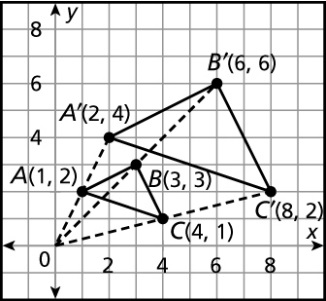 y
8
B′(6, 6)
6
A′(2, 4)
4
A(1, 2)
2
B(3, 3)
C′(8, 2)
C(4, 1)
x
0 2 4 6 8